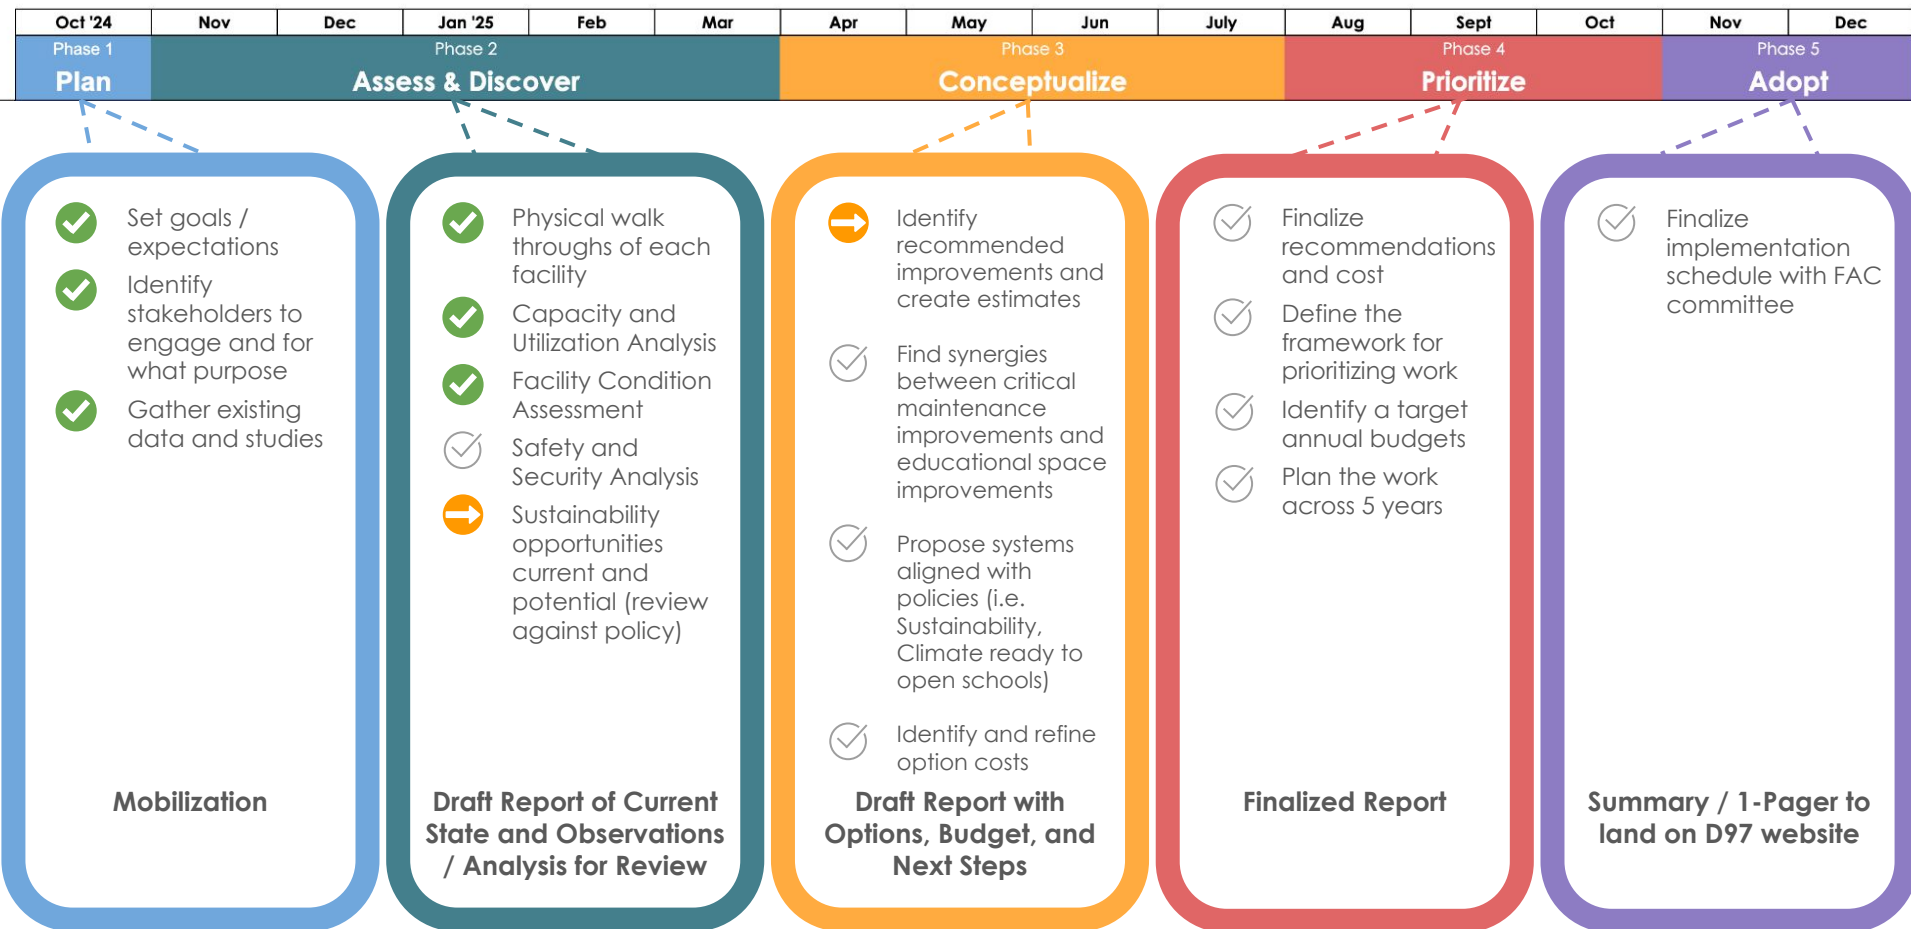 Oct '24 Nov Dec Jan '25 Feb Mar Apr May Jun July Aug Sept Oct Nov Dec
Phase 1 Phase 2 Phase 3 Phase 4 Phase 5
Plan Assess & Discover Conceptualize Prioritize Adopt
Set goals /
expectations
Identify
stakeholders to
engage and for
what purpose
Gather existing
data and studies
Mobilization
Physical walk
throughs of each
facility
Capacity and
Utilization Analysis
Facility Condition
Assessment
Safety and
Security Analysis
Sustainability
opportunities
current and
potential (review
against policy)
Draft Report of Current
State and Observations
/ Analysis for Review
Identify
recommended
improvements and
create estimates
Find synergies
between critical
maintenance
improvements and
educational space
improvements
Propose systems
aligned with
policies (i.e.
Sustainability,
Climate ready to
open schools)
Identify and refine
option costs
Draft Report with
Options, Budget, and
Next Steps
Finalize
recommendations
and cost
Define the
framework for
prioritizing work
Identify a target
annual budgets
Plan the work
across 5 years
Finalized Report
Finalize
implementation
schedule with FAC
committee
Summary / 1-Pager to
land on D97 website